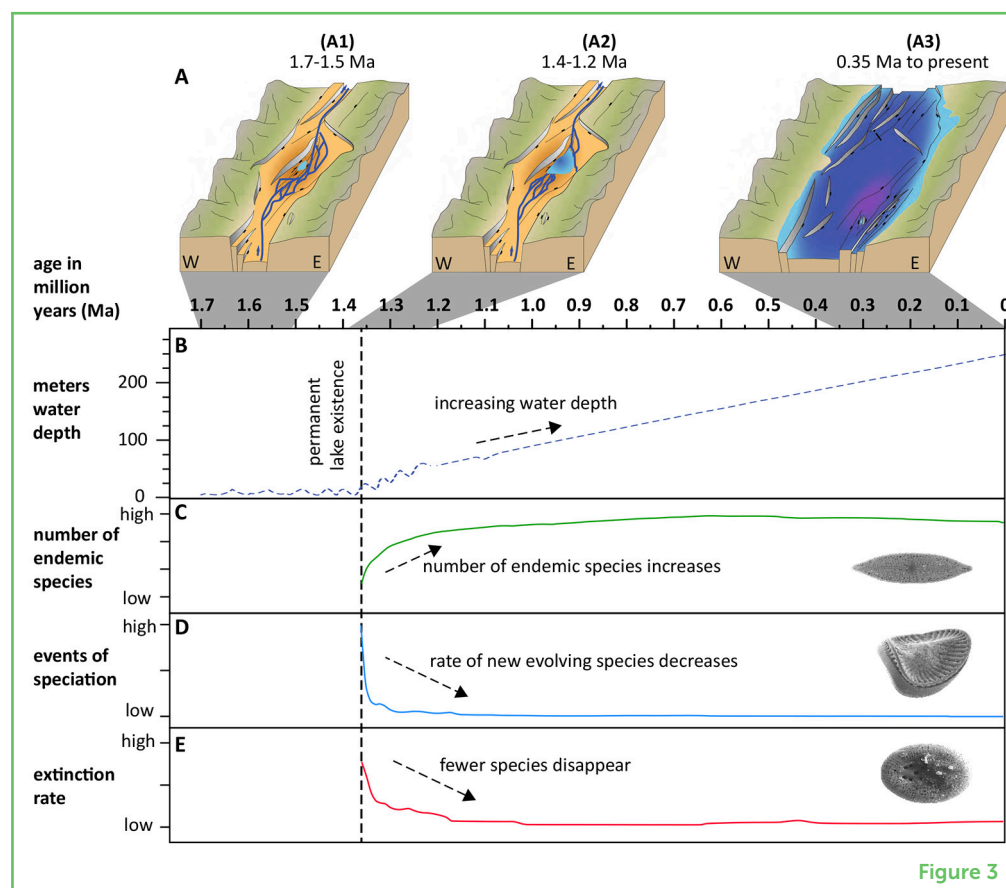 (A1)
1.7-1.5 Ma
(A2)
1.4-1.2 Ma
(A3)
0.35 Ma to present
A
W
E
W
E
W
E
age in
million
years (Ma)
1.7 1.6 1.5 1.4 1.3 1.2 1.1 1.0 0.9 0.8 0.7 0.6 0.5 0.4 0.3 0.2 0.1 0
B
meters
water
depth
200
100
0
permanent
lake existence
increasing water depth
C
number of
endemic
species
high
low
number of endemic species increases
D
events of
speciation
high
low
rate of new evolving species decreases
E
extinction
rate
high
low
fewer species disappear
Figure 3